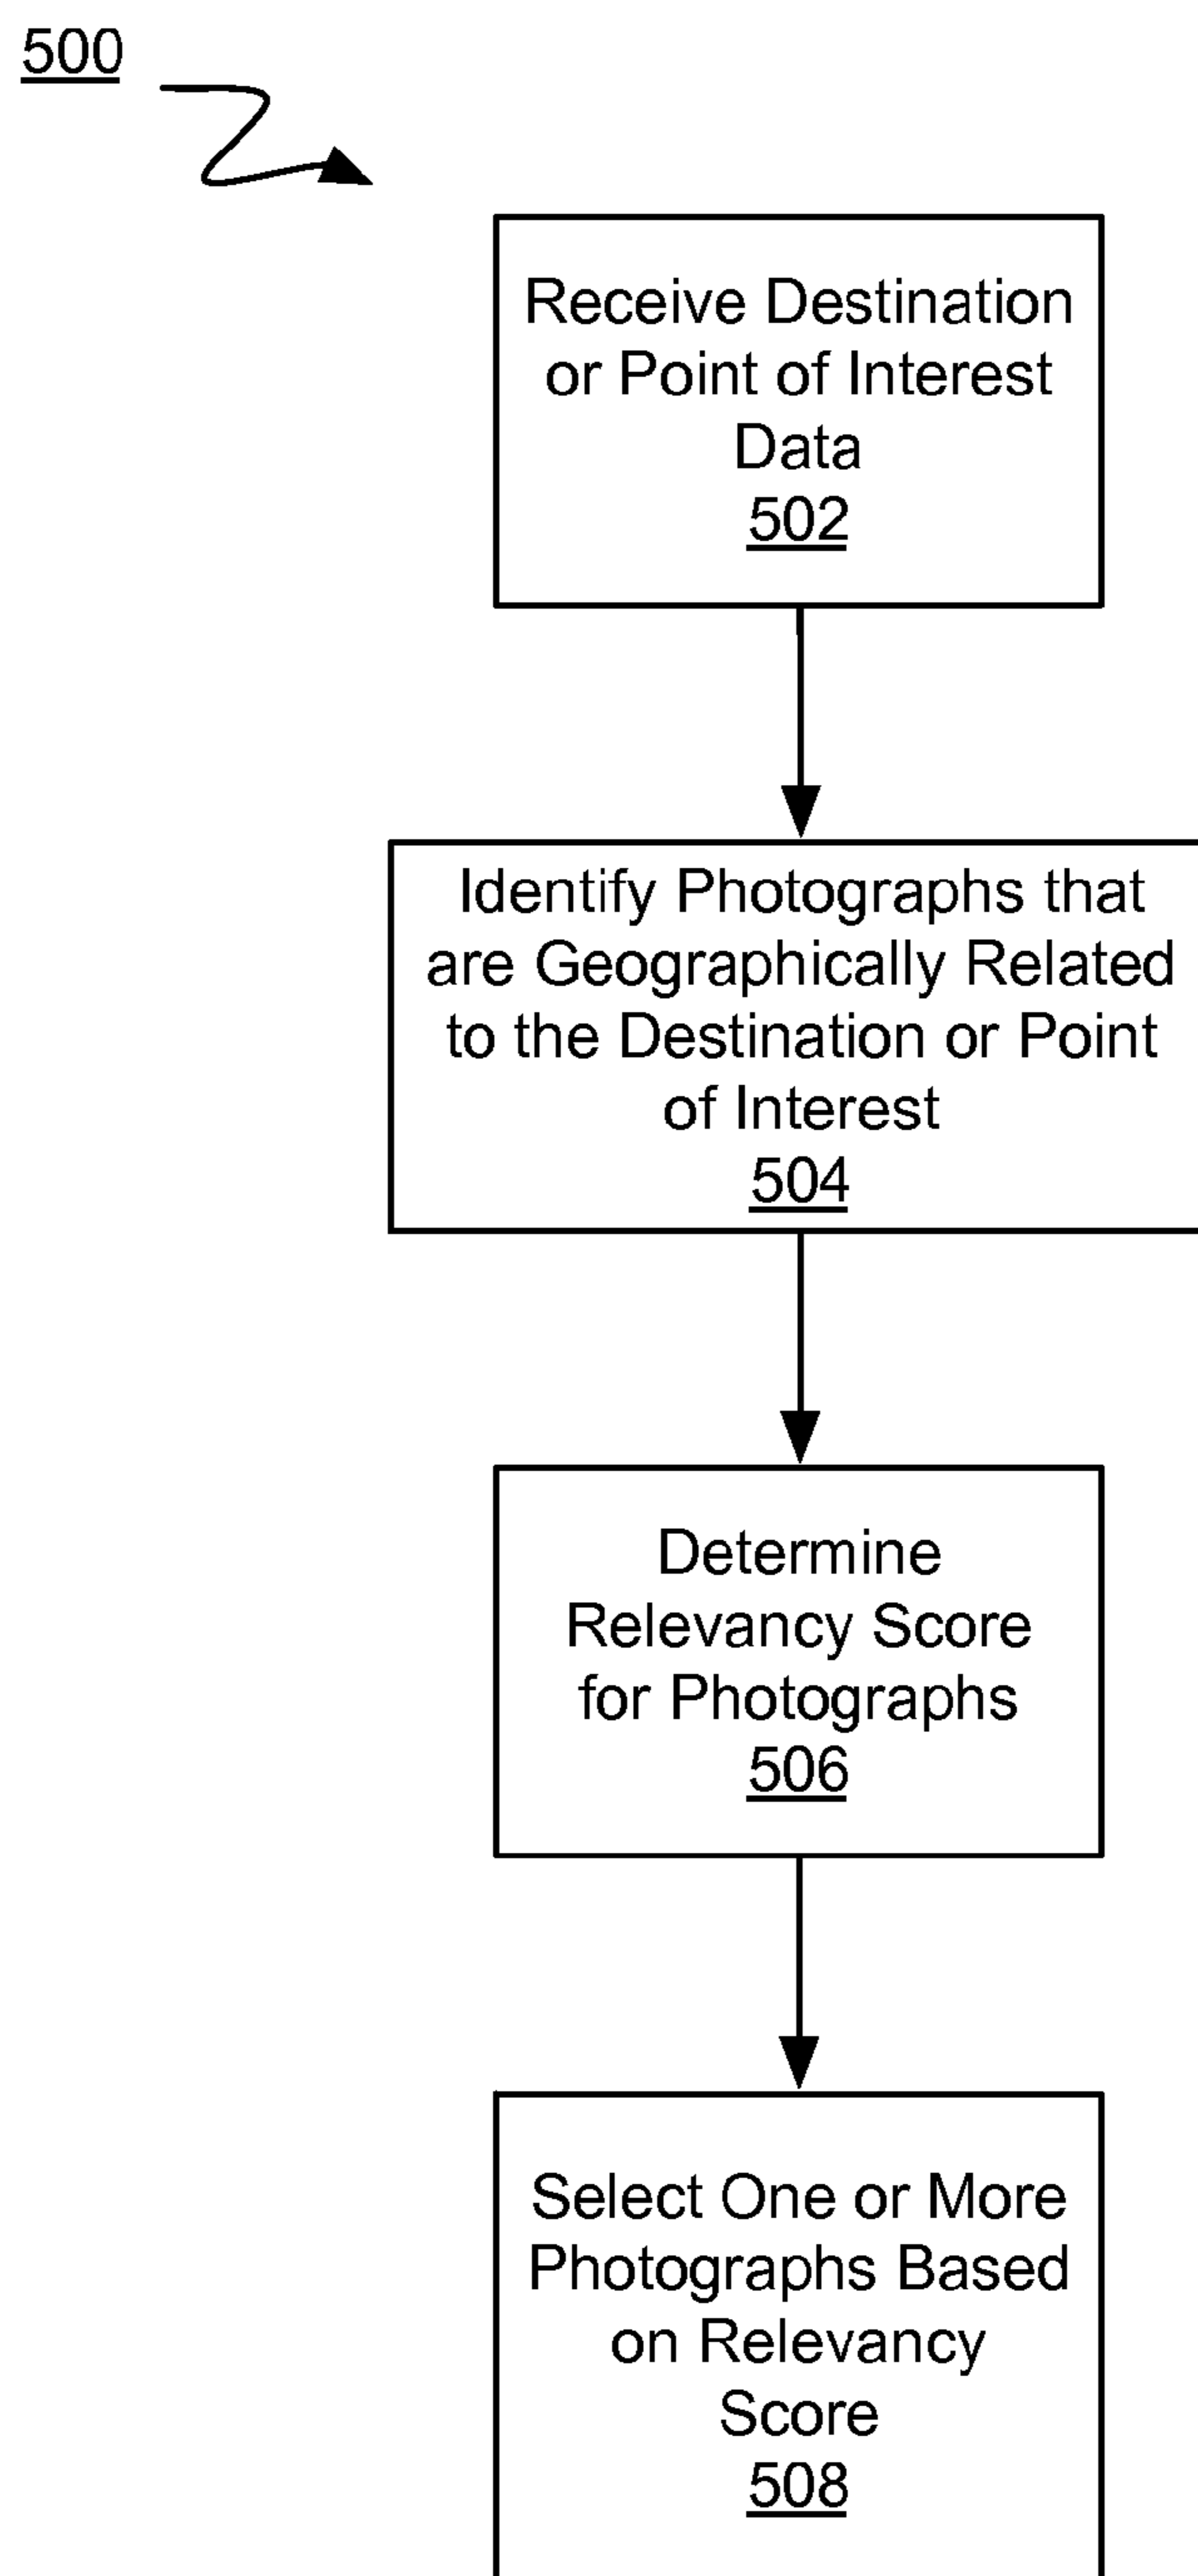 500
Receive Destination
or Point of Interest
Data
502
Identify Photographs that
are Geographically Related
to the Destination or Point
of Interest
504
Determine
Relevancy Score
for Photographs
506
Select One or More
Photographs Based
on Relevancy
Score
508